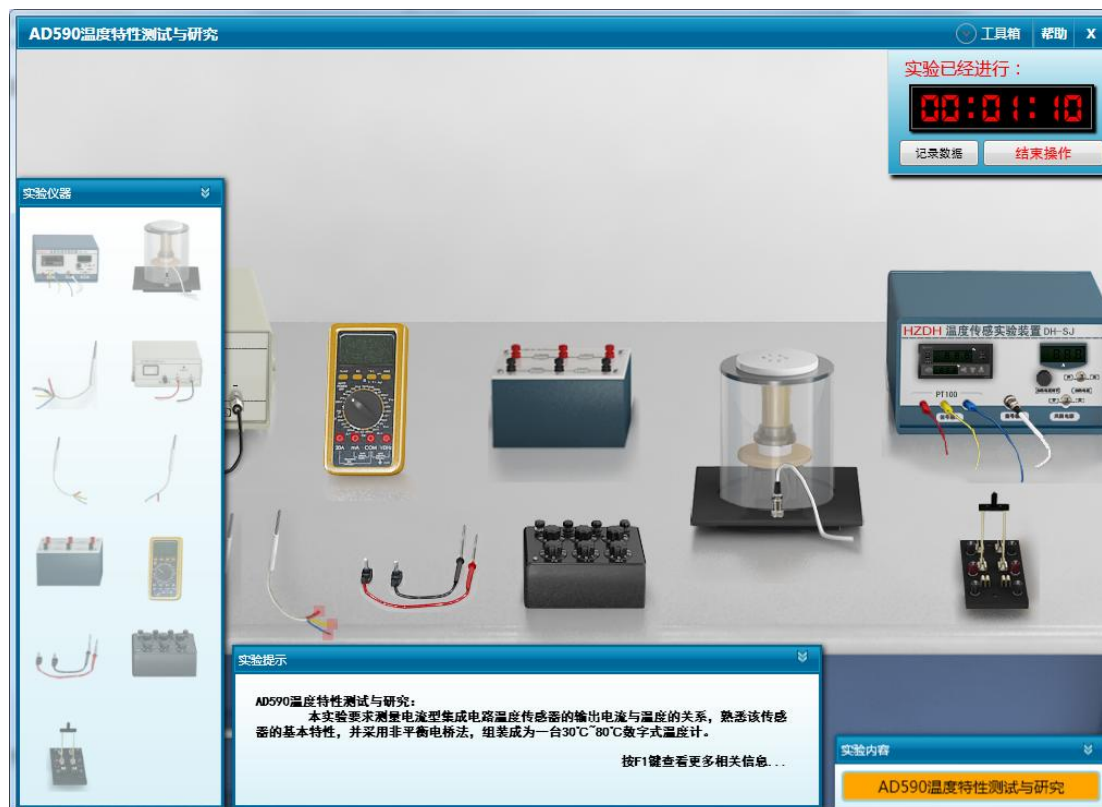 AD590温度特性测试与研究
工具箱 帮助 X
实验已经进行：
00:01:10
记录数据 结束操作
实验仪器
HZDH 温度传感实验装置 DH-SJ
PT100
20A mA COM V/Ω/Hz
实验提示
AD590温度特性测试与研究:
本实验要求测量电流型集成电路温度传感器的输出电流与温度的关系，熟悉该传
感器的基本特性，并采用非平衡电桥法，组装成为一台30℃~80℃数字式温度计。
按F1键查看更多相关信息...
实验内容
AD590温度特性测试与研究